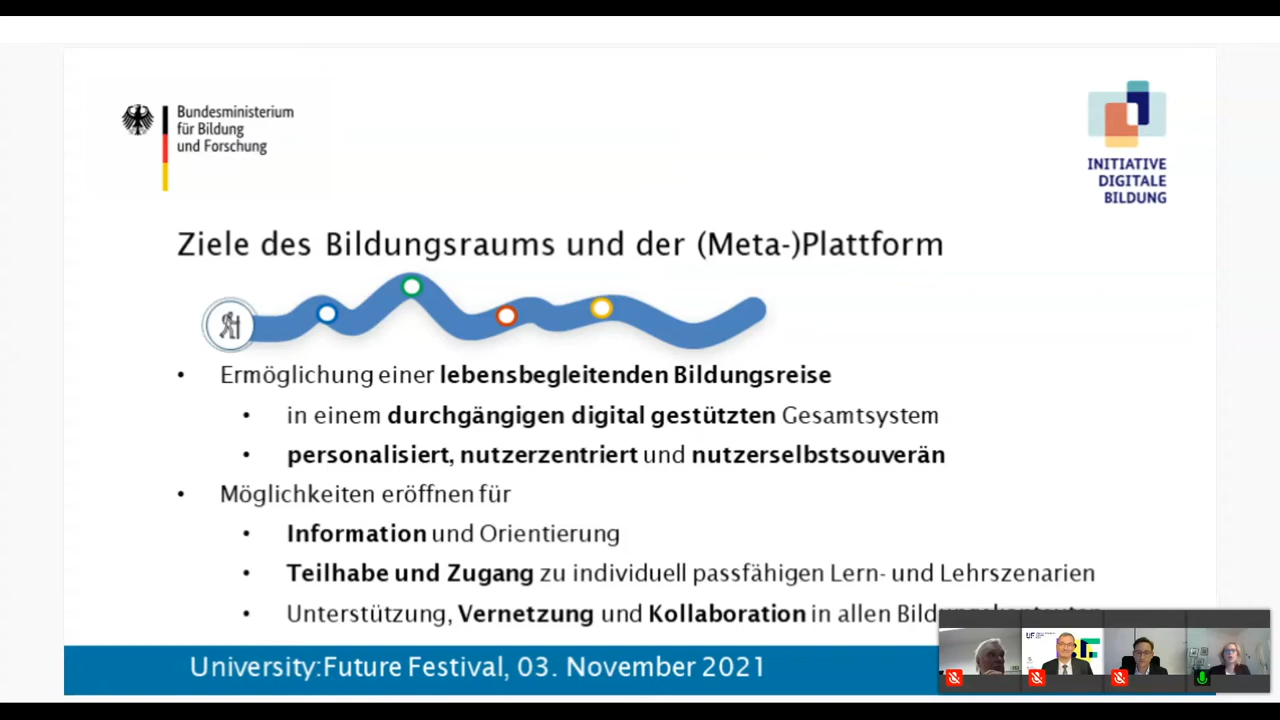 Bundesministerium
für Bildung
und Forschung
INITIATIVE
DIGITALE
BILDUNG
Ziele des Bildungsraums und der (Meta-)Plattform
• Ermöglichung einer lebensbegleitenden Bildungsreise
• in einem durchgängigen digital gestützten Gesamtsystem
• personalisiert, nutzerzentriert und nutzerselbstsouverän
• Möglichkeiten eröffnen für
• Information und Orientierung
• Teilhabe und Zugang zu individuell passfähigen Lern- und Lehrszenarien
• Unterstützung, Vernetzung und Kollaboration in allen
University:Future Festival, 03. November 2021